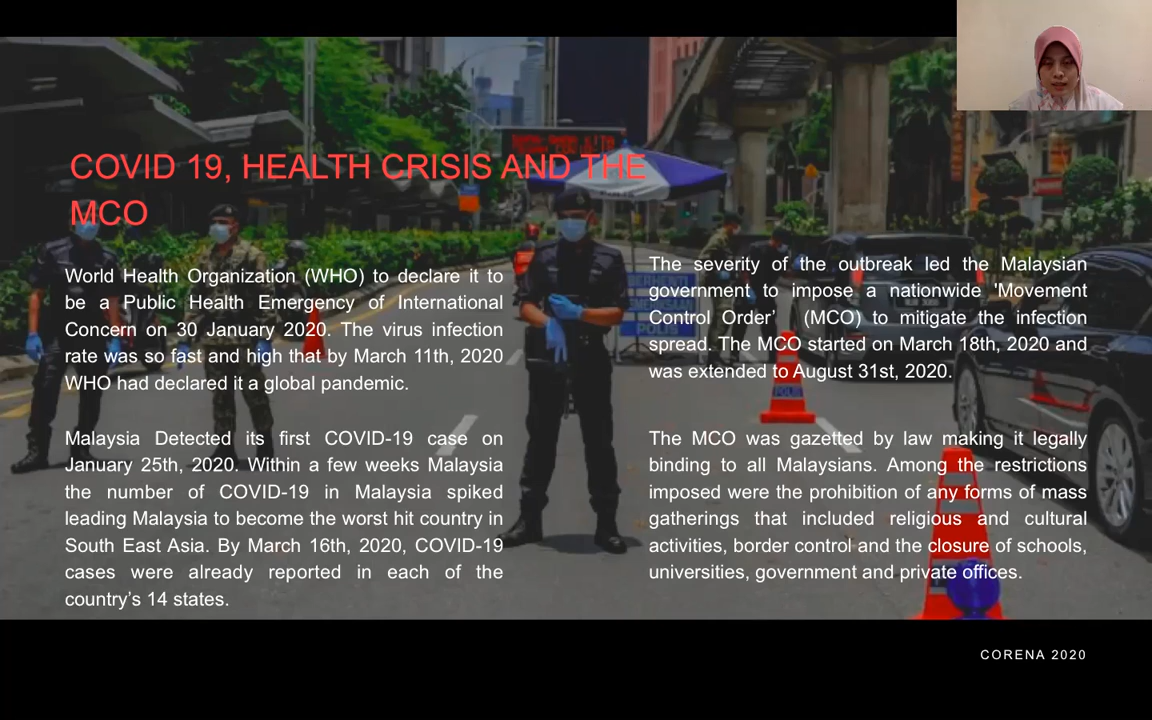 COVID 19, HEALTH CRISIS AND THE
MCO
World Health Organization (WHO) to declare it to
be a Public Health Emergency of International
Concern on 30 January 2020. The virus infection
rate was so fast and high that by March 11th, 2020
WHO had declared it a global pandemic.
Malaysia Detected its first COVID-19 case on
January 25th, 2020. Within a few weeks Malaysia
the number of COVID-19 in Malaysia spiked
leading Malaysia to become the worst hit country in
South East Asia. By March 16th, 2020, COVID-19
cases were already reported in each of the
country's 14 states.
The severity of the outbreak led the Malaysian
government to impose a nationwide 'Movement
Control Order’ (MCO) to mitigate the infection
spread. The MCO started on March 18th, 2020 and
was extended to August 31st, 2020.
The MCO was gazetted by law making it legally
binding to all Malaysians. Among the restrictions
imposed were the prohibition of any forms of mass
gatherings that included religious and cultural
activities, border control and the closure of schools,
universities, government and private offices.
POLIS
POLIS
CORENA 2020